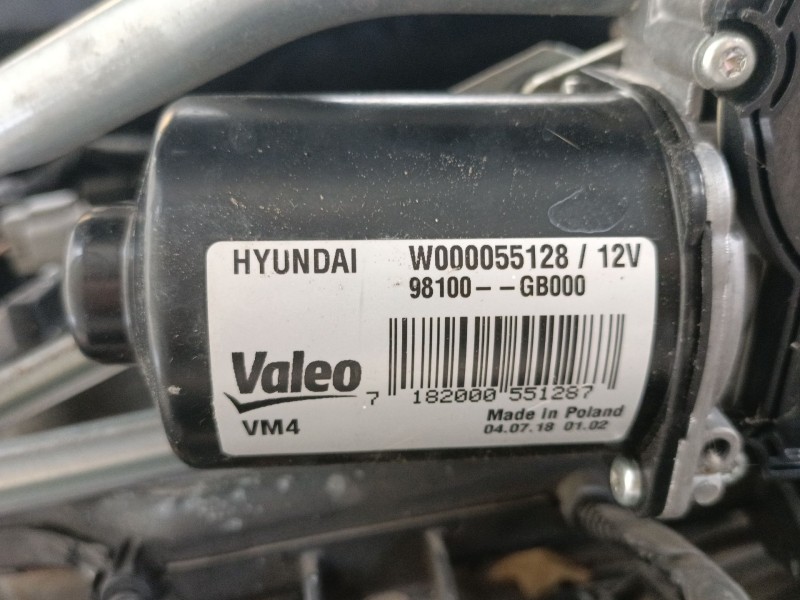 HYUNDAI W000055128 / 12V
98100--GB000
Valeo
7 182000 551287
VM4
Made in Poland
04.07.18 01.02